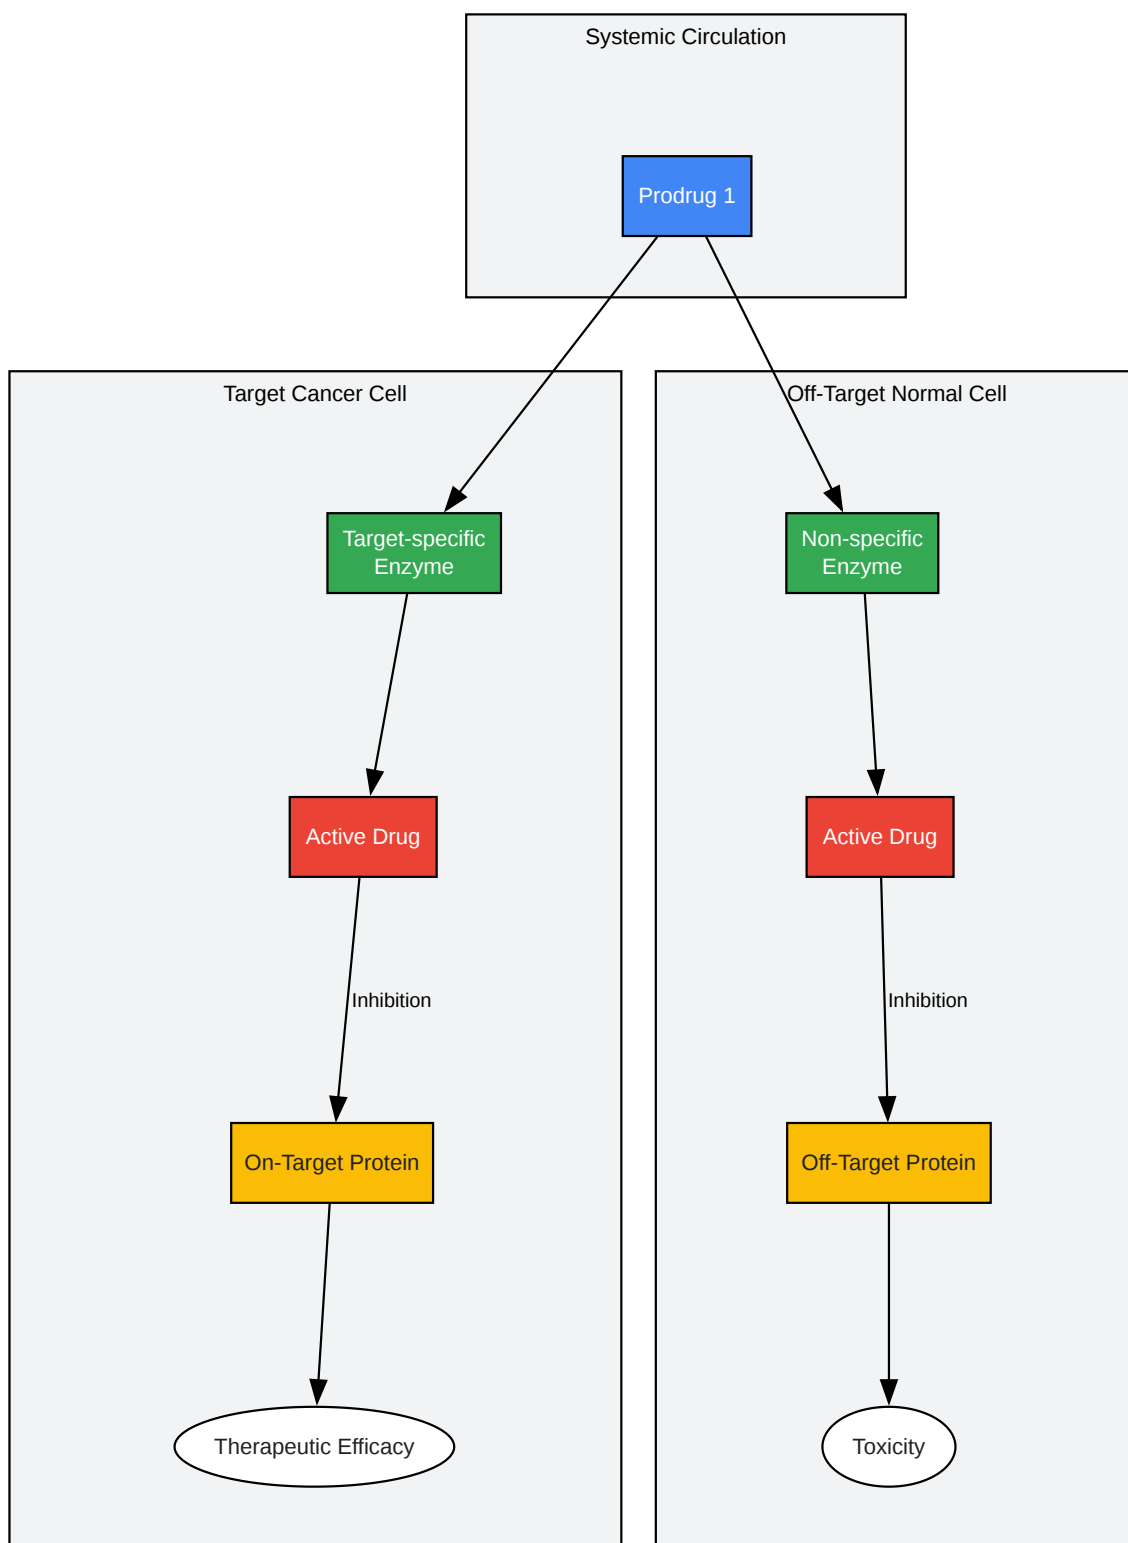 Systemic Circulation
Prodrug 1
Target Cancer Cell
Target-specific
Enzyme
Active Drug
Inhibition
On-Target Protein
Therapeutic Efficacy
Off-Target Normal Cell
Non-specific
Enzyme
Active Drug
Inhibition
Off-Target Protein
Toxicity